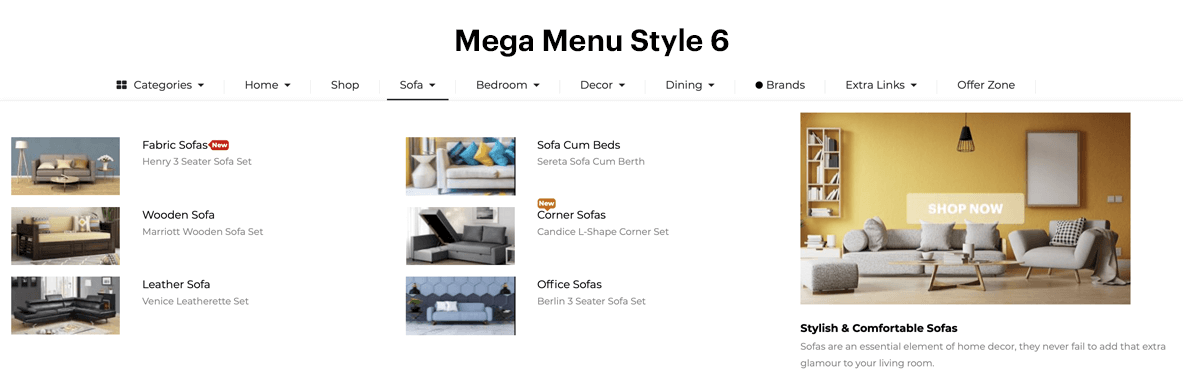 Mega Menu Style 6
Categories Home Shop Sofa Bedroom Decor Dining Brands Extra Links Offer Zone
Fabric Sofas New
Henry 3 Seater Sofa Set
Wooden Sofa
Marriott Wooden Sofa Set
Leather Sofa
Venice Leatherette Set
Sofa Cum Beds
Sereta Sofa Cum Berth
New
Corner Sofas
Candice L-Shape Corner Set
Office Sofas
Berlin 3 Seater Sofa Set
SHOP NOW
Stylish & Comfortable Sofas
Sofas are an essential element of home decor, they never fail to add that extra
glamour to your living room.